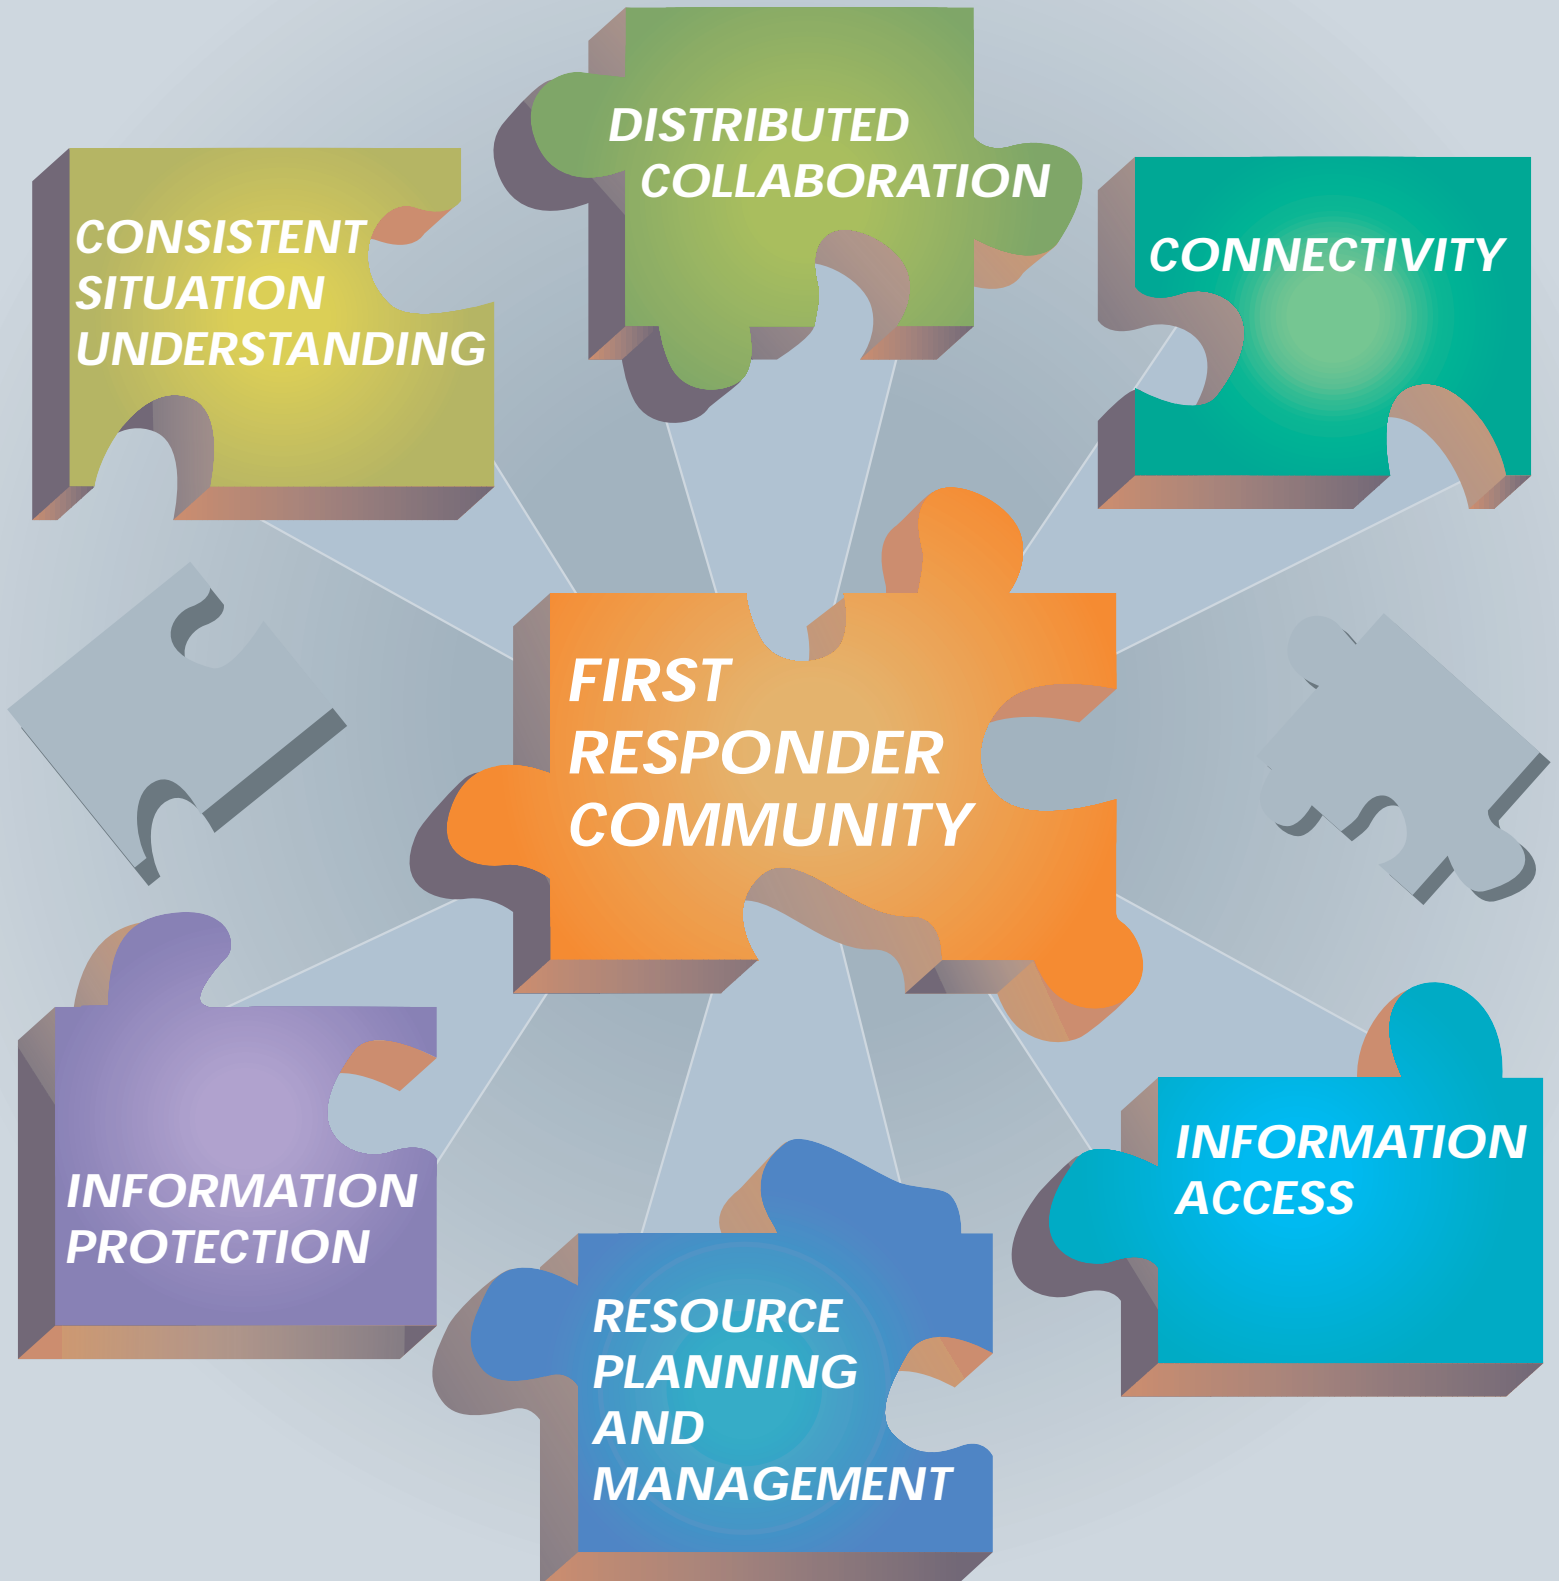 DISTRIBUTED
COLLABORATION
CONSISTENT
SITUATION
UNDERSTANDING
CONNECTIVITY
FIRST
RESPONDER
COMMUNITY
INFORMATION
PROTECTION
INFORMATION
ACCESS
RESOURCE
PLANNING
AND
MANAGEMENT